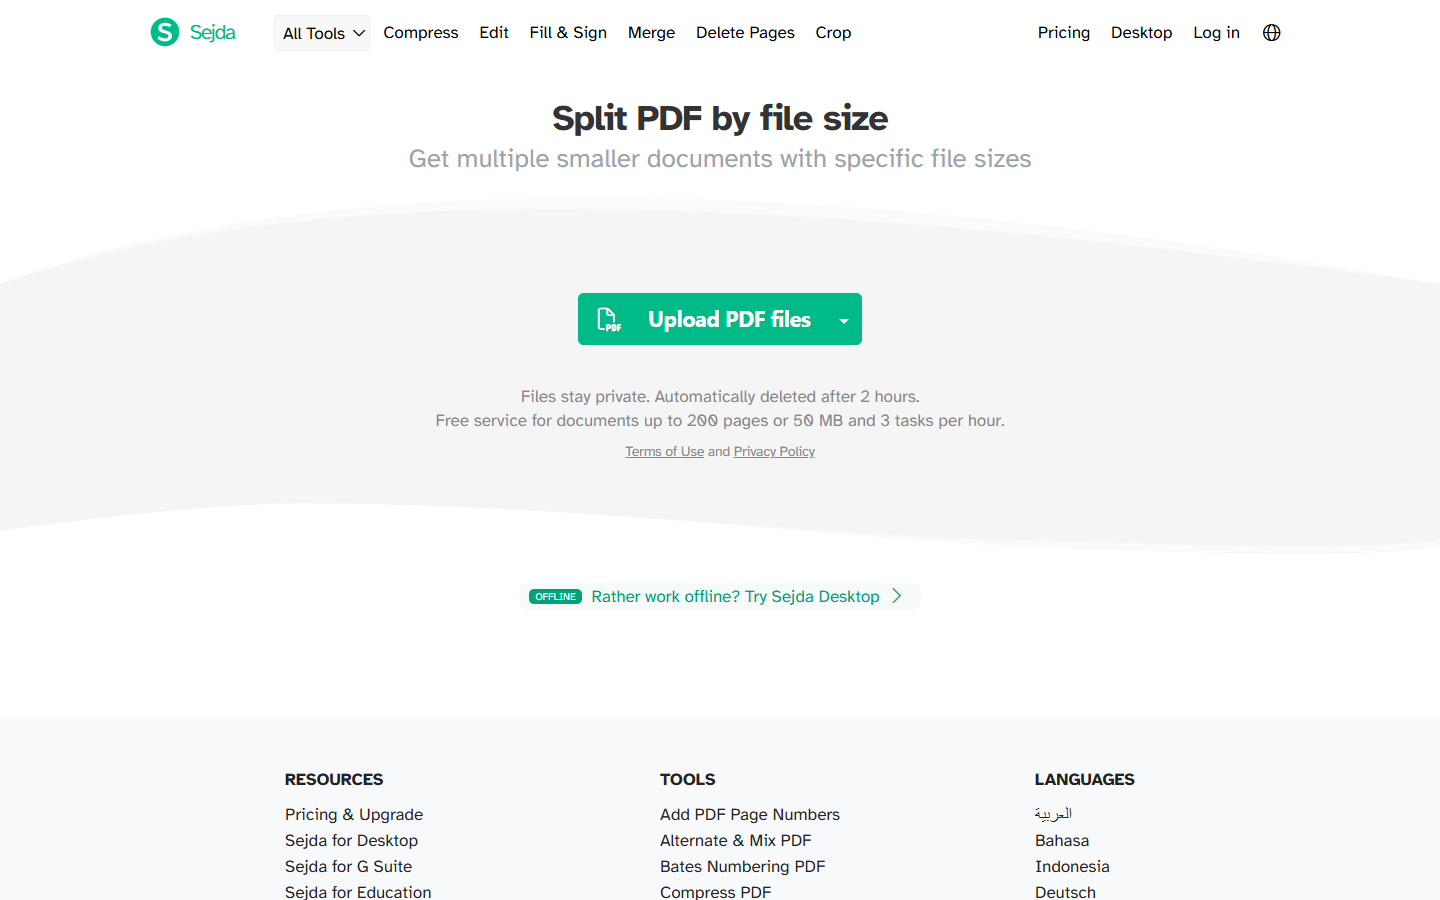 Sejda
All Tools
Compress
Edit
Fill & Sign
Merge
Delete Pages
Crop
Pricing
Desktop
Log in
Split PDF by file size
Get multiple smaller documents with specific file sizes
PDF
Upload PDF files
Files stay private. Automatically deleted after 2 hours.
Free service for documents up to 200 pages or 50 MB and 3 tasks per hour.
Terms of Use and Privacy Policy
OFFLINE Rather work offline? Try Sejda Desktop
RESOURCES
Pricing & Upgrade
Sejda for Desktop
Sejda for G Suite
Sejda for Education
TOOLS
Add PDF Page Numbers
Alternate & Mix PDF
Bates Numbering PDF
Compress PDF
LANGUAGES
العربية
Bahasa
Indonesia
Deutsch